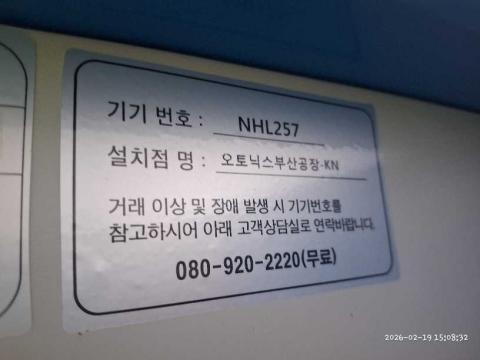 기기 번호 : NHL257
설치점 명 : 오토닉스부산공장-KN
거래 이상 및 장애 발생 시 기기번호를
참고하시어 아래 고객상담실로 연락바랍니다.
080-920-2220(무료)
2026-02-19 15:08:32